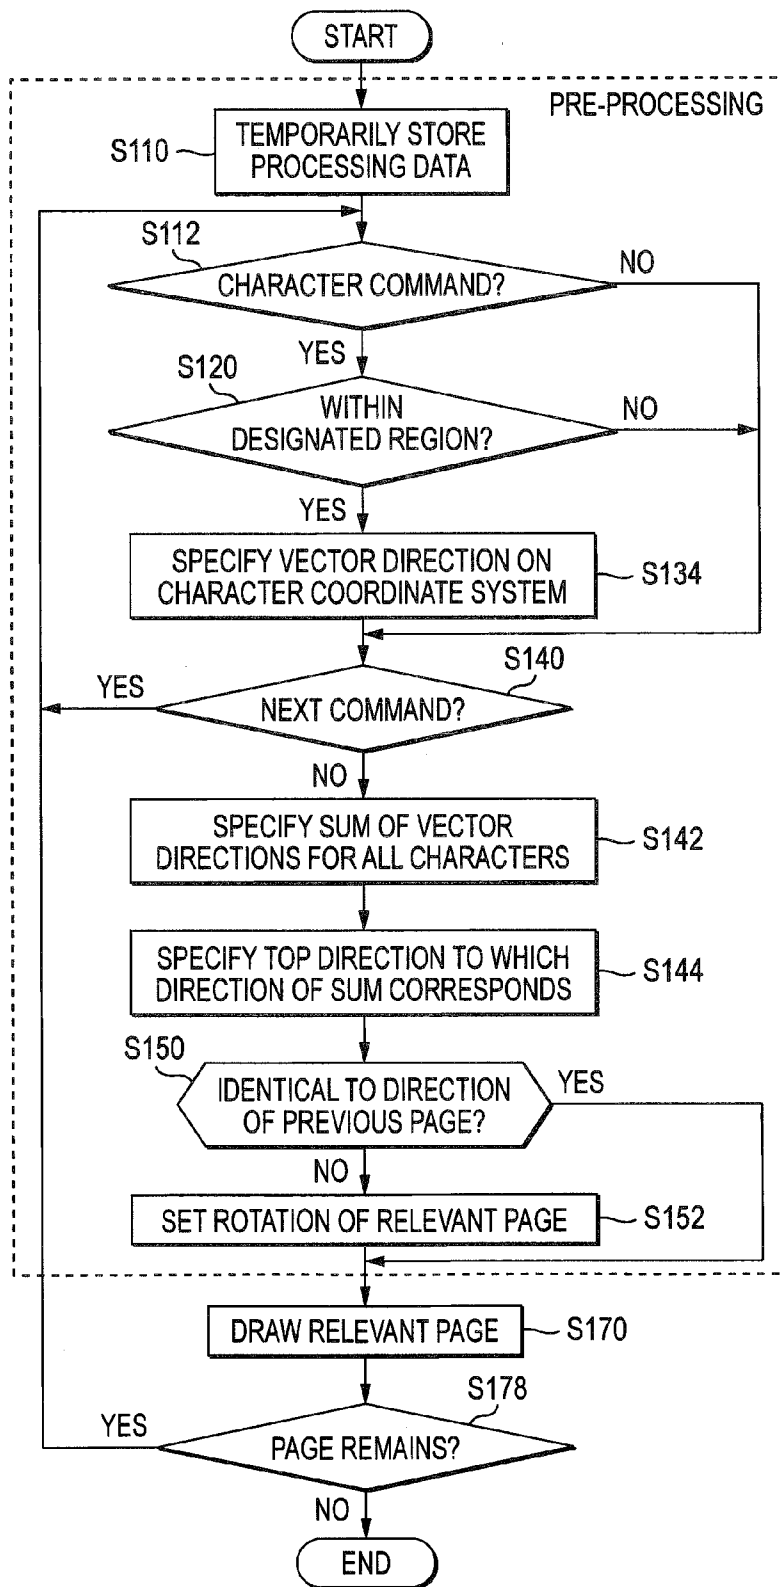 START
PRE-PROCESSING
S110
TEMPORARILY STORE
PROCESSING DATA
S112
CHARACTER COMMAND?
NO
YES
S120
WITHIN
DESIGNATED REGION?
NO
YES
SPECIFY VECTOR DIRECTION ON
CHARACTER COORDINATE SYSTEM
S134
S140
YES
NEXT COMMAND?
NO
SPECIFY SUM OF VECTOR
DIRECTIONS FOR ALL CHARACTERS
S142
SPECIFY TOP DIRECTION TO WHICH
DIRECTION OF SUM CORRESPONDS
S144
S150
IDENTICAL TO DIRECTION
OF PREVIOUS PAGE?
YES
NO
SET ROTATION OF RELEVANT PAGE
S152
DRAW RELEVANT PAGE
S170
S178
YES
PAGE REMAINS?
NO
END